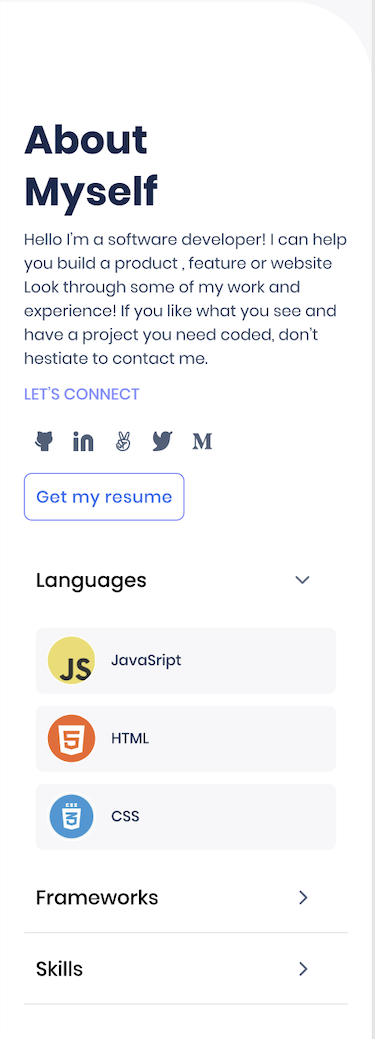 About
Myself
Hello I'm a software developer! I can help
you build a product , feature or website
Look through some of my work and
experience! If you like what you see and
have a project you need coded, don't
hestiate to contact me.
LET'S CONNECT
in
M
Get my resume
Languages
JS
JavaSript
HTML
CSS
Frameworks
Skills